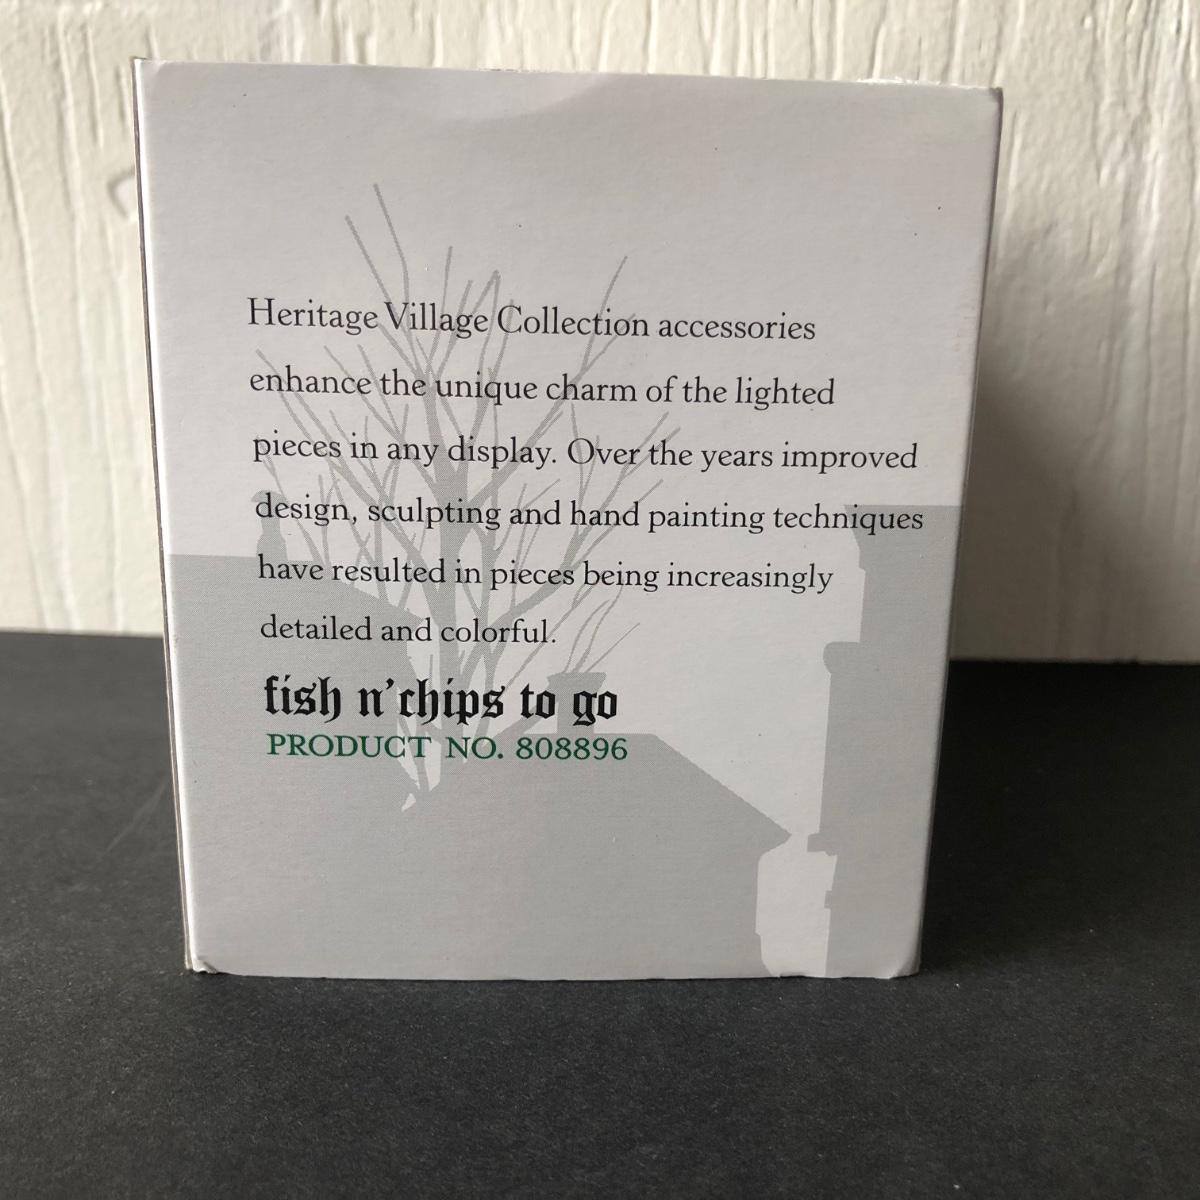 Heritage Village Collection accessories
enhance the unique charm of the lighted
pieces in any display. Over the years improved
design, sculpting and hand painting techniques
have resulted in pieces being increasingly
detailed and colorful.
fish n'chips to go
PRODUCT NO. 808896